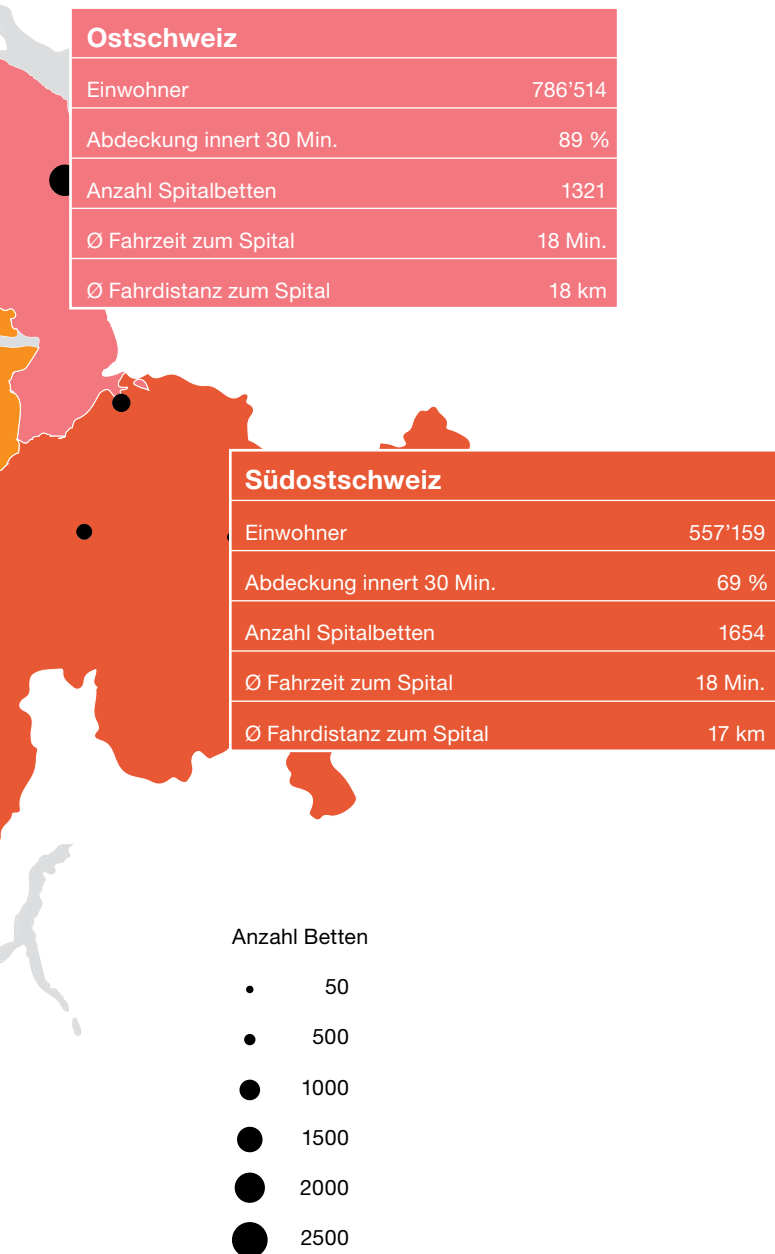 Ostschweiz
Einwohner 786’514
Abdeckung innert 30 Min. 89 %
Anzahl Spitalbetten 1321
Ø Fahrzeit zum Spital 18 Min.
Ø Fahrdistanz zum Spital 18 km
Südostschweiz
Einwohner 557’159
Abdeckung innert 30 Min. 69 %
Anzahl Spitalbetten 1654
Ø Fahrzeit zum Spital 18 Min.
Ø Fahrdistanz zum Spital 17 km
Anzahl Betten
50
500
1000
1500
2000
2500